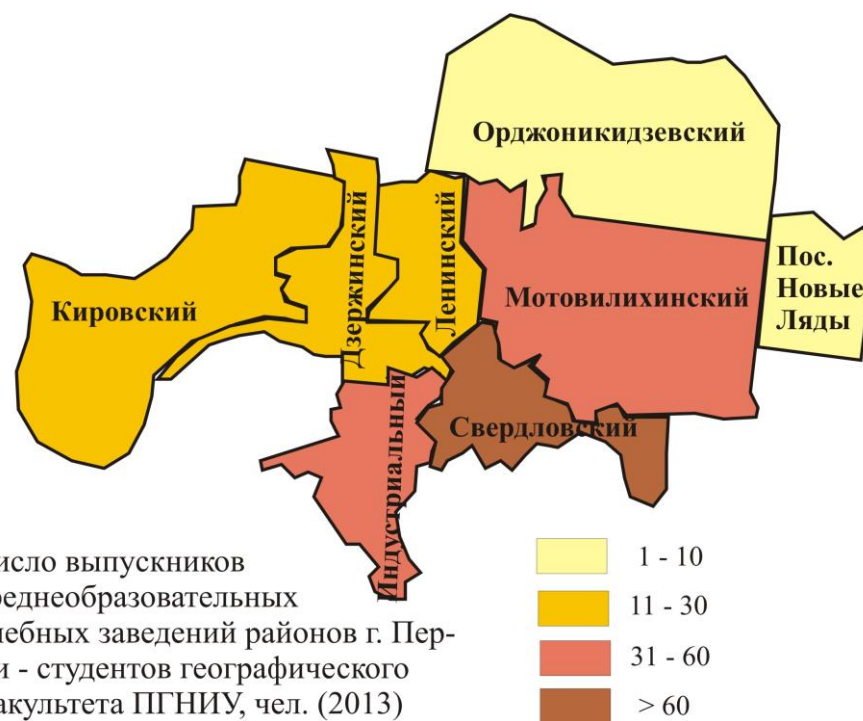 Орджоникидзевский
Пос.
Новые
Ляды
Кировский
Дзержинский
Ленинский
Мотовилихинский
Свердловский
Индустриальный
исло выпускников
реднеобразовательных
чебных заведений районов г. Пер-
и - студентов географического
акультета ПГНИУ, чел. (2013)
1 - 10
11 - 30
31 - 60
> 60